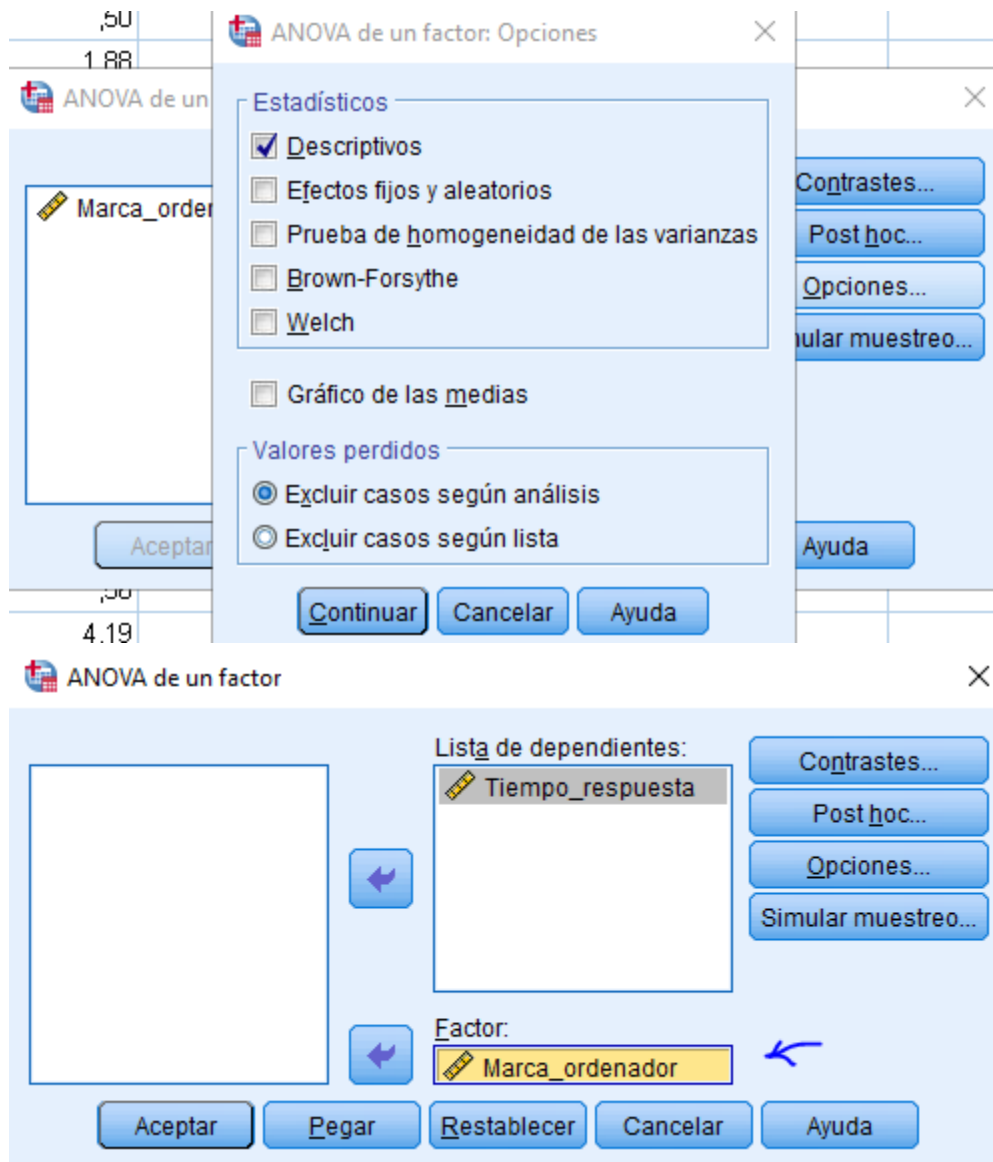 ,50
1,88
ANOVA de un factor: Opciones
ANOVA de un
Estadísticos
Descriptivos
Efectos fijos y aleatorios
Prueba de homogeneidad de las varianzas
Brown-Forsythe
Welch
Gráfico de las medias
Valores perdidos
Excluir casos según análisis
Excluir casos según lista
Continuar Cancelar Ayuda
Marca_order
Contrastes...
Post hoc...
Opciones...
ular muestreo...
Aceptar
Ayuda
4,19
ANOVA de un factor
Lista de dependientes:
Tiempo_respuesta
Contrastes...
Post hoc...
Opciones...
Simular muestreo...
Factor:
Marca_ordenador
Aceptar Pegar Restablecer Cancelar Ayuda